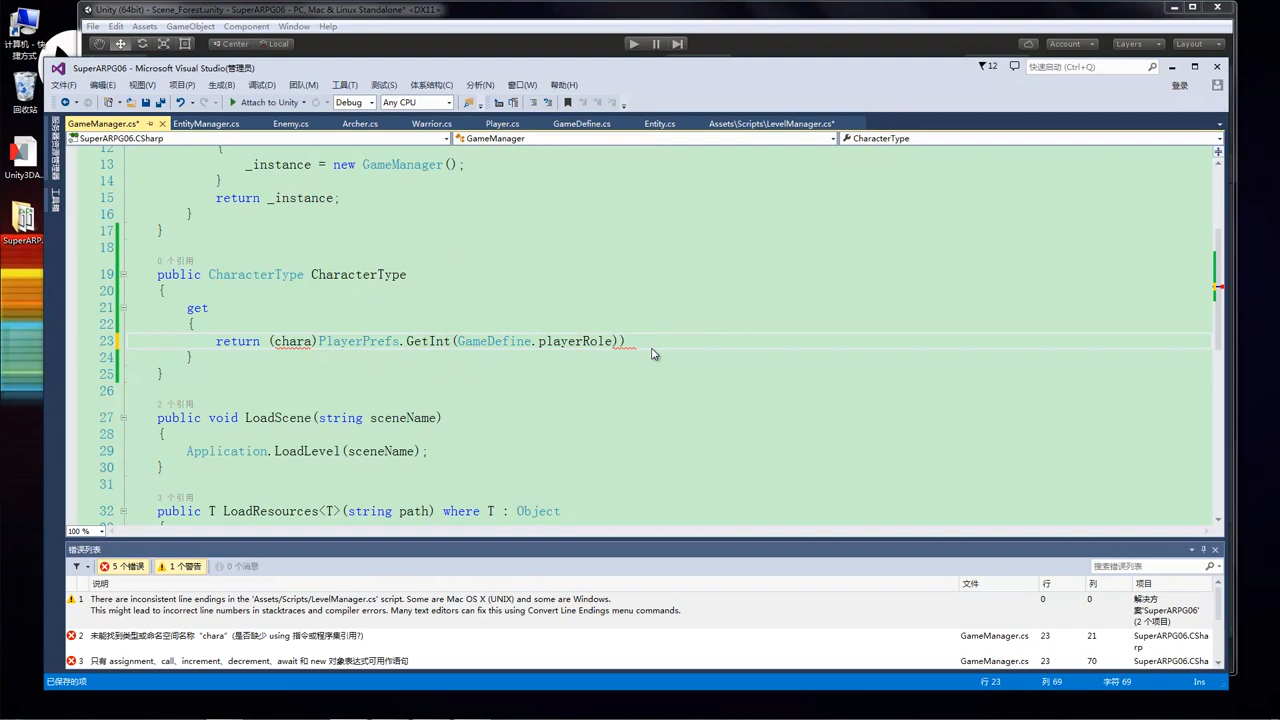 Unity (64bit) - Scene_Forest.unity - SuperARPG06 - PC, Mac & Linux Standalone* <DX11>
File Edit Assets GameObject Component Window Help
Center Local Account Layers Layout
计算机 - 快
捷方式
回收站
Unity3DA...
SuperARP...
SuperARPG06 - Microsoft Visual Studio(管理员)
12 快速启动 (Ctrl+Q)
文件(F) 编辑(E) 视图(V) 项目(P) 生成(B) 调试(D) 团队(M) 工具(T) 体系结构(C) 测试(S) 分析(N) 窗口(W) 帮助(H) 登录
Attach to Unity Debug Any CPU
服务器资源管理器
工具箱
GameManager.cs* EntityManager.cs Enemy.cs Archer.cs Warrior.cs Player.cs GameDefine.cs Entity.cs Assets\Scripts\LevelManager.cs*
SuperARPG06.CSharp GameManager CharacterType
12 {
13 _instance = new GameManager();
14 }
15 return _instance;
16 }
17 }
18
0 个引用
19 public CharacterType CharacterType
20 {
21 get
22 {
23 return (chara)PlayerPrefs.GetInt(GameDefine.playerRole))
24 }
25 }
26
2 个引用
27 public void LoadScene(string sceneName)
28 {
29 Application.LoadLevel(sceneName);
30 }
31
3 个引用
32 public T LoadResources<T>(string path) where T : Object
100 %
错误列表
5 个错误 1 个警告 0 个消息 搜索错误列表
说明 文件 行 列 项目
1 There are inconsistent line endings in the 'Assets/Scripts/LevelManager.cs' script. Some are Mac OS X (UNIX) and some are Windows. 0 0 解决方
This might lead to incorrect line numbers in stacktraces and compiler errors. Many text editors can fix this using Convert Line Endings menu commands. 案'SuperARPG06'
(2 个项目)
2 未能找到类型或命名空间名称“chara”(是否缺少 using 指令或程序集引用?) GameManager.cs 23 21 SuperARPG06.CSha
rp
3 只有 assignment、call、increment、decrement、await 和 new 对象表达式可用作语句 GameManager.cs 23 70 SuperARPG06.CSha
已保存的项 行 23 列 69 字符 69 Ins